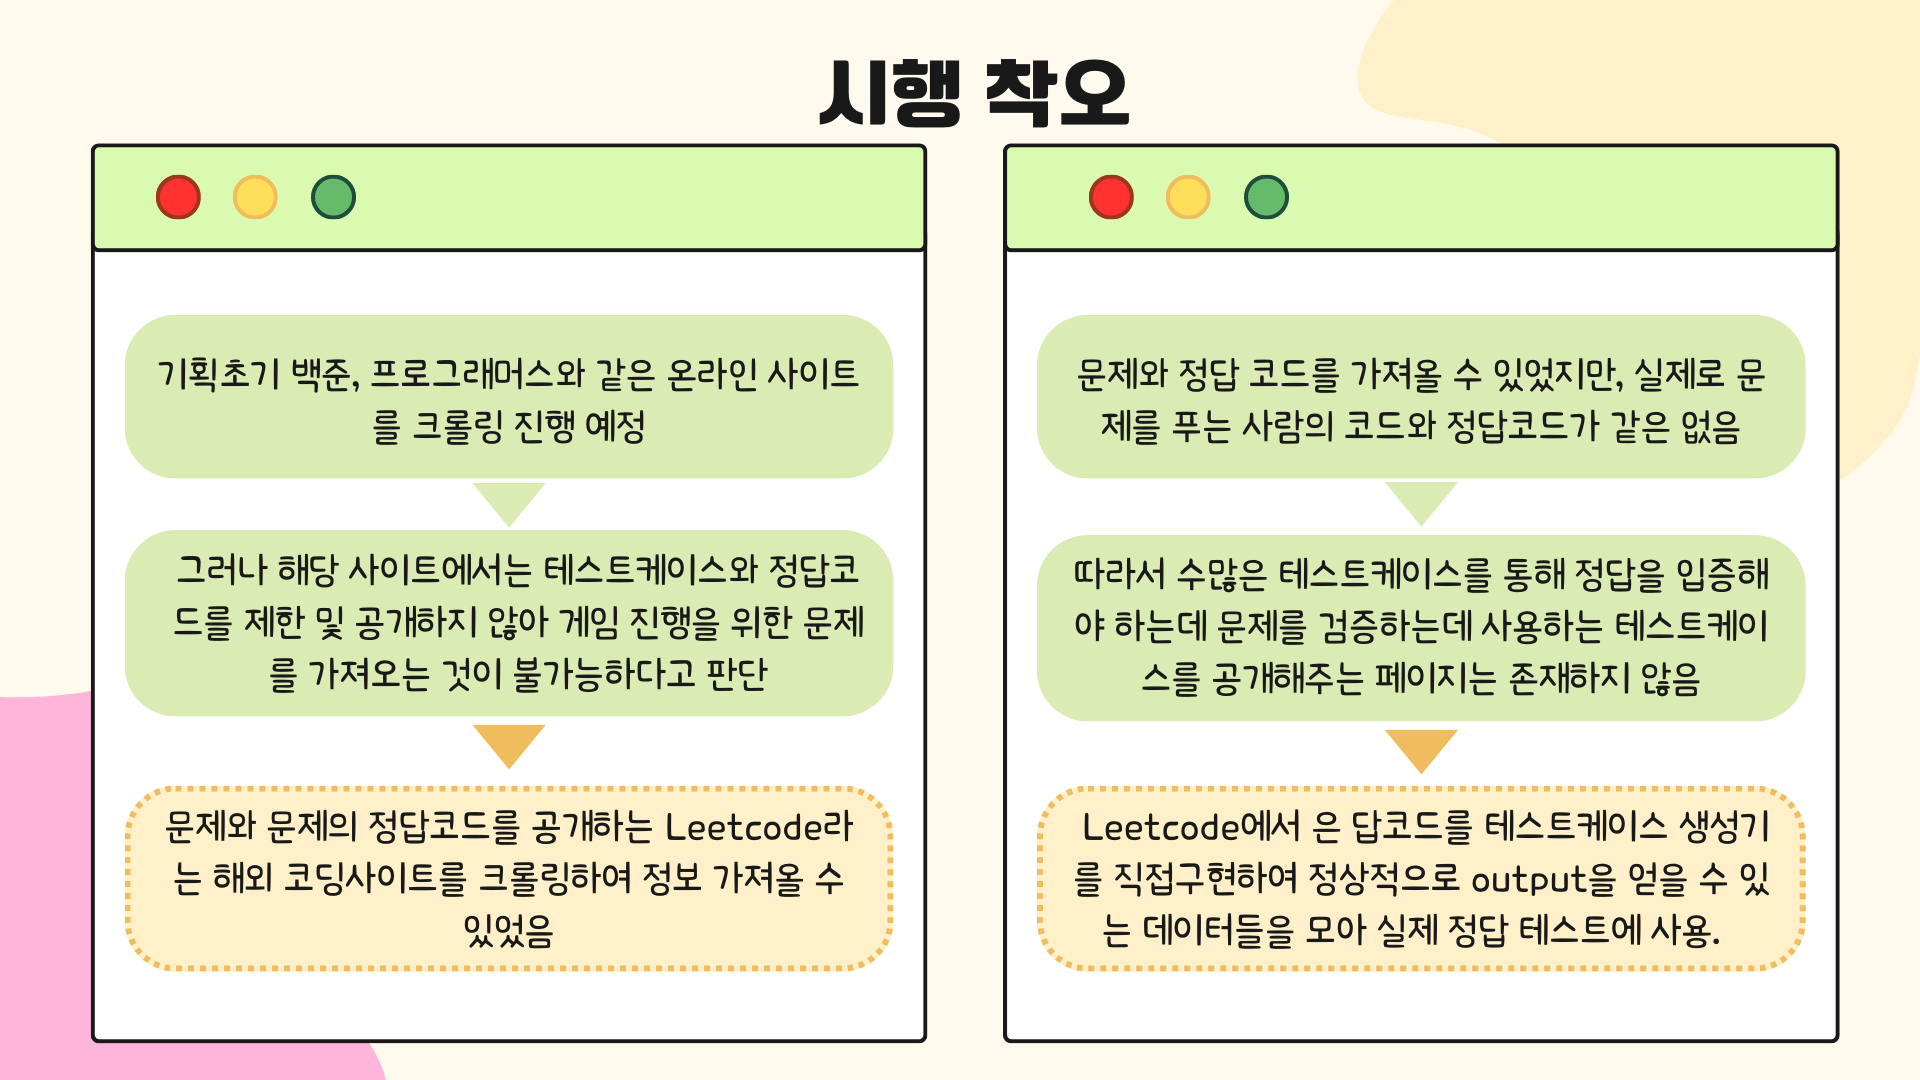 시행 착오
기획초기 백준, 프로그래머스와 같은 온라인 사이트
를 크롤링 진행 예정
그러나 해당 사이트에서는 테스트케이스와 정답코
드를 제한 및 공개하지 않아 게임 진행을 위한 문제
를 가져오는 것이 불가능하다고 판단
문제와 문제의 정답코드를 공개하는 Leetcode라
는 해외 코딩사이트를 크롤링하여 정보 가져올 수
있었음
문제와 정답 코드를 가져올 수 있었지만, 실제로 문
제를 푸는 사람의 코드와 정답코드가 같은 없음
따라서 수많은 테스트케이스를 통해 정답을 입증해
야 하는데 문제를 검증하는데 사용하는 테스트케이
스를 공개해주는 페이지는 존재하지 않음
Leetcode에서 은 답코드를 테스트케이스 생성기
를 직접구현하여 정상적으로 output을 얻을 수 있
는 데이터들을 모아 실제 정답 테스트에 사용.